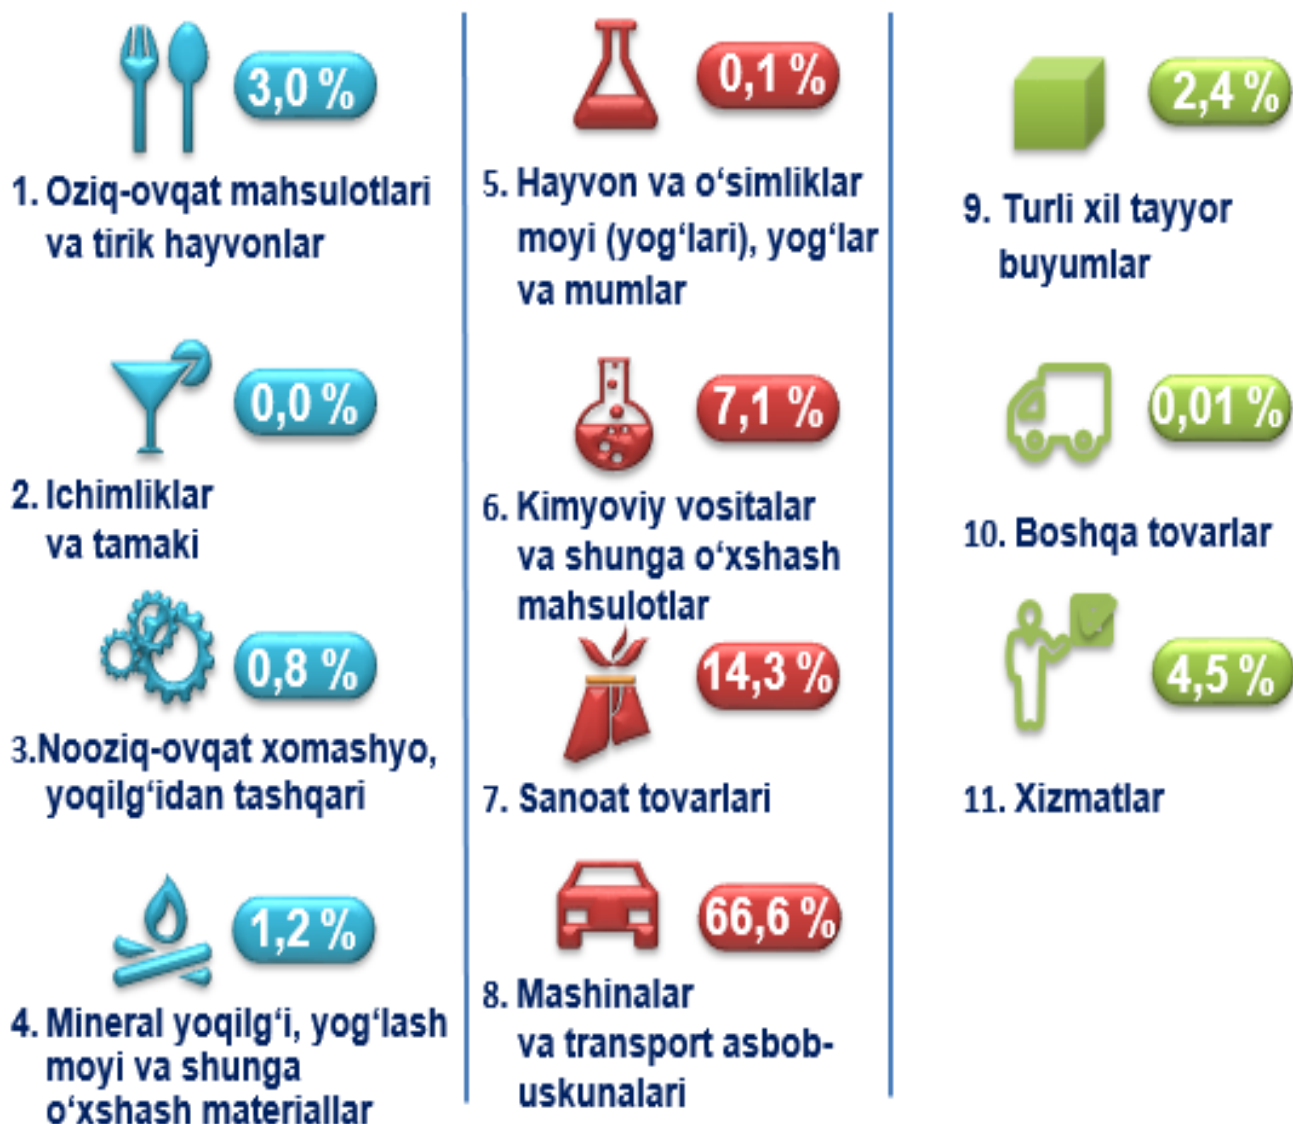 3,0 %
1. Oziq-ovqat mahsulotlari
va tirik hayvonlar
0,0 %
2. Ichimliklar
va tamaki
0,8 %
3.Nooziq-ovqat xomashyo,
yoqilg‘idan tashqari
1,2 %
4. Mineral yoqilg‘i, yog‘lash
moyi va shunga
o‘xshash materiallar
0,1 %
5. Hayvon va o‘simliklar
moyi (yog‘lari), yog‘lar
va mumlar
7,1 %
6. Kimyoviy vositalar
va shunga o‘xshash
mahsulotlar
14,3 %
7. Sanoat tovarlari
66,6 %
8. Mashinalar
va transport asbob-
uskunalari
2,4 %
9. Turli xil tayyor
buyumlar
0,01 %
10. Boshqa tovarlar
4,5 %
11. Xizmatlar